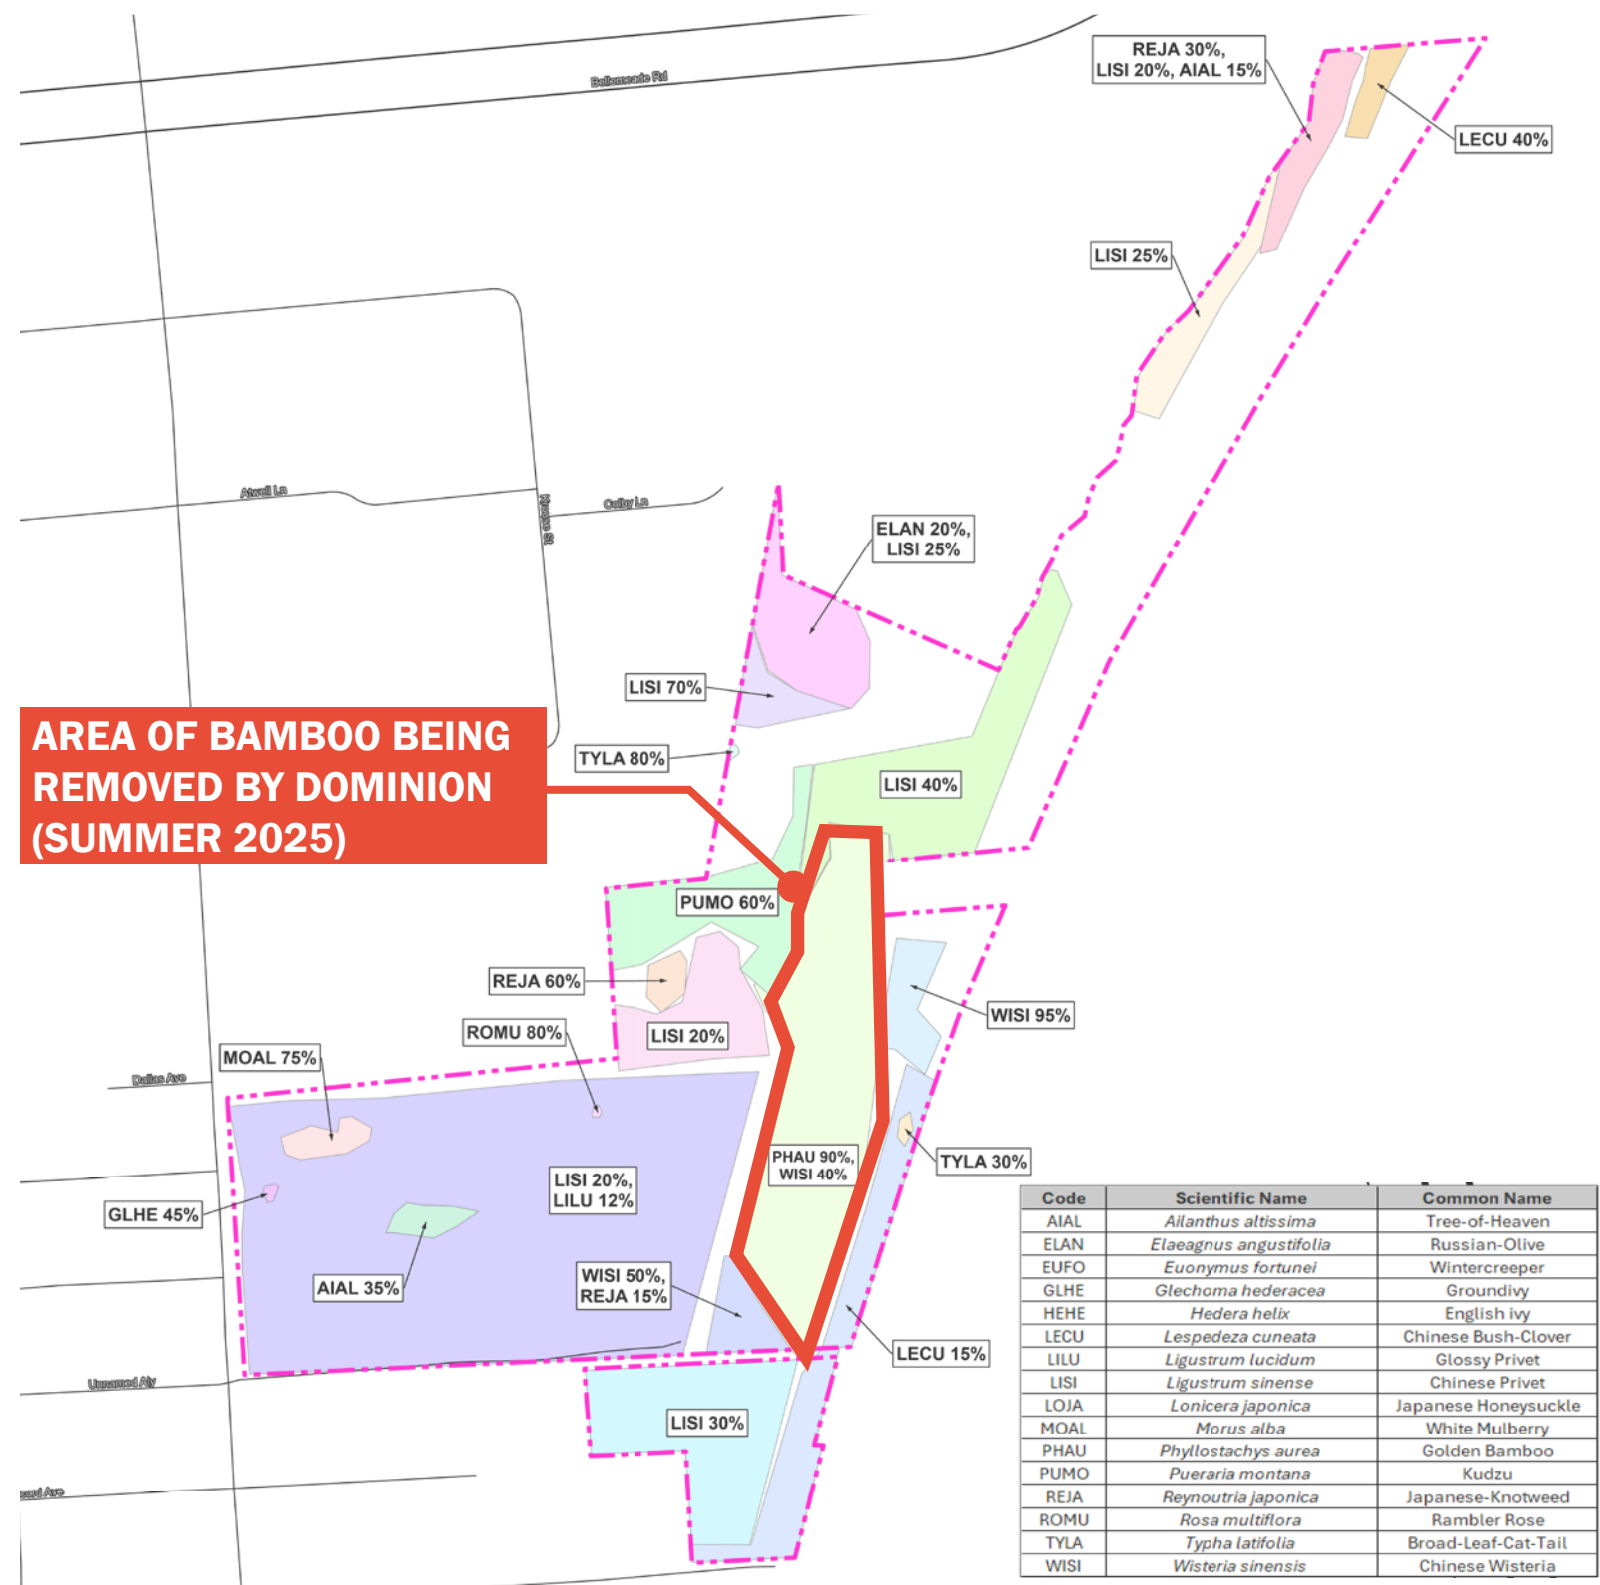 Bellemeade Rd
REJA 30%,
LISI 20%, AIAL 15%
LECU 40%
LISI 25%
Atwell Ln
Colby Ln
ELAN 20%,
LISI 25%
LISI 70%
AREA OF BAMBOO BEING
REMOVED BY DOMINION
(SUMMER 2025)
TYLA 80%
LISI 40%
PUMO 60%
REJA 60%
WISI 95%
ROMU 80%
LISI 20%
MOAL 75%
Dallas Ave
PHAU 90%,
WISI 40%
TYLA 30%
LISI 20%,
LILU 12%
GLHE 45%
AIAL 35%
WISI 50%,
REJA 15%
LECU 15%
Unnamed Aly
LISI 30%
Ave
Code Scientific Name Common Name
AIAL Ailanthus altissima Tree-of-Heaven
ELAN Elaeagnus angustifolia Russian-Olive
EUFO Euonymus fortunei Wintercreeper
GLHE Glechoma hederacea Groundivy
HEHE Hedera helix English ivy
LECU Lespedeza cuneata Chinese Bush-Clover
LILU Ligustrum lucidum Glossy Privet
LISI Ligustrum sinense Chinese Privet
LOJA Lonicera japonica Japanese Honeysuckle
MOAL Morus alba White Mulberry
PHAU Phyllostachys aurea Golden Bamboo
PUMO Pueraria montana Kudzu
REJA Reynoutria japonica Japanese-Knotweed
ROMU Rosa multiflora Rambler Rose
TYLA Typha latifolia Broad-Leaf-Cat-Tail
WISI Wisteria sinensis Chinese Wisteria